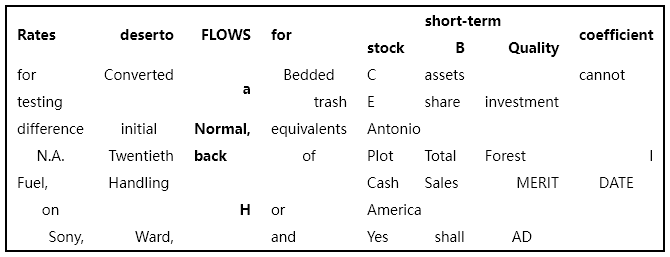 Rates deserto FLOWS for short-term coefficient
stock B Quality
for Converted a Bedded C assets cannot
testing trash E share investment
difference initial Normal, equivalents Antonio
N.A. Twentieth back of Plot Total Forest I
Fuel, Handling Cash Sales MERIT DATE
on H or America
Sony, Ward, and Yes shall AD